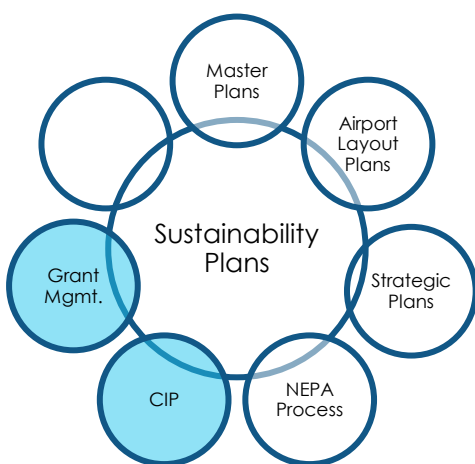 Master
Plans
Airport
Layout
Plans
Sustainability
Plans
Grant
Mgmt.
Strategic
Plans
CIP
NEPA
Process